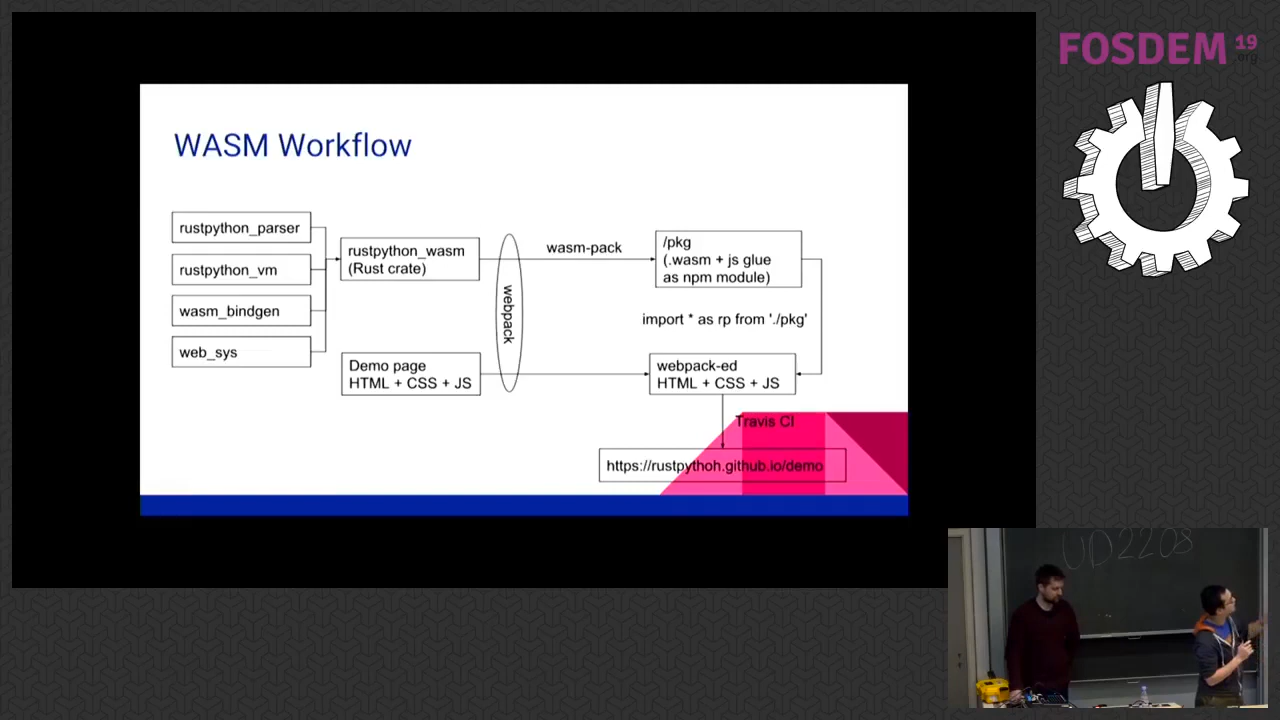 FOSDEM 19
.org
WASM Workflow
rustpython_parser
rustpython_vm
wasm_bindgen
web_sys
rustpython_wasm
(Rust crate)
Demo page
HTML + CSS + JS
webpack
wasm-pack
/pkg
(.wasm + js glue
as npm module)
import * as rp from './pkg'
webpack-ed
HTML + CSS + JS
Travis CI
https://rustpythoh.github.io/demo
UD2208